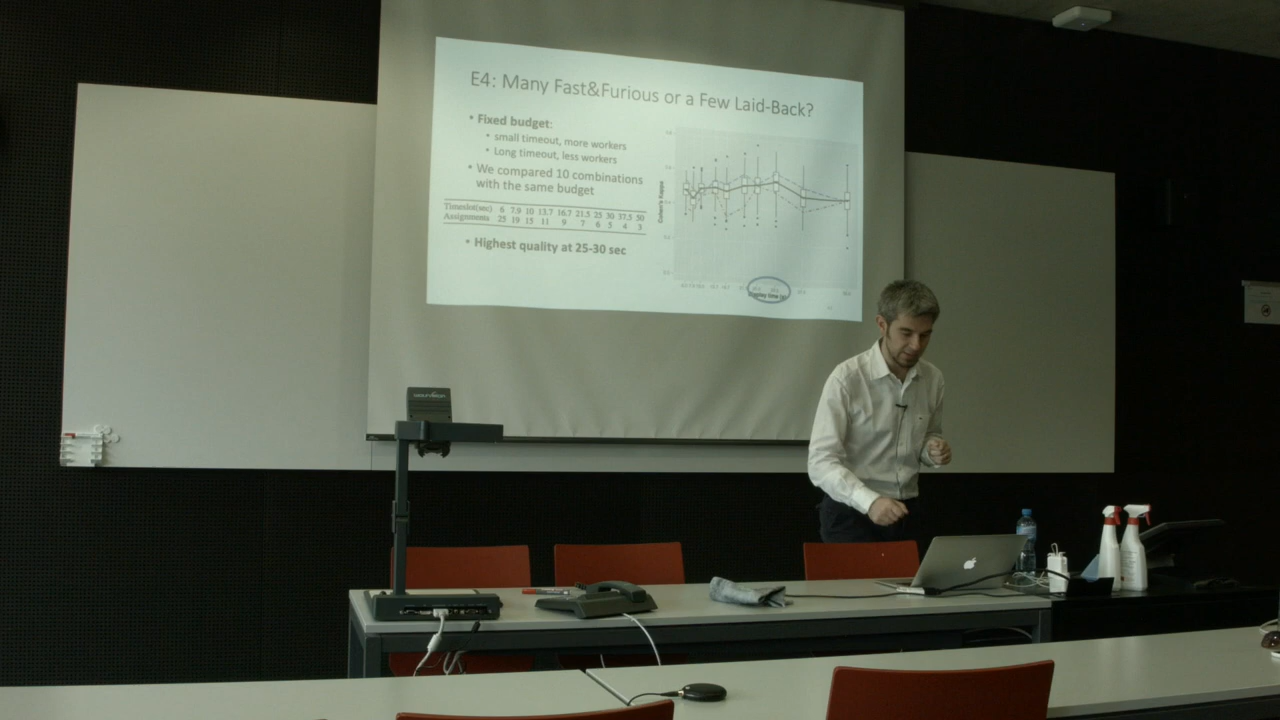 E4: Many Fast&Furious or a Few Laid-Back?
• Fixed budget:
• small timeout, more workers
• Long timeout, less workers
• We compared 10 combinations
with the same budget
Timeslot(sec) 6 7.9 10 13.7 16.7 21.5 25 30 37.5 50
Assignments 25 19 15 11 9 7 6 5 4 3
• Highest quality at 25-30 sec
Cohen's Kappa